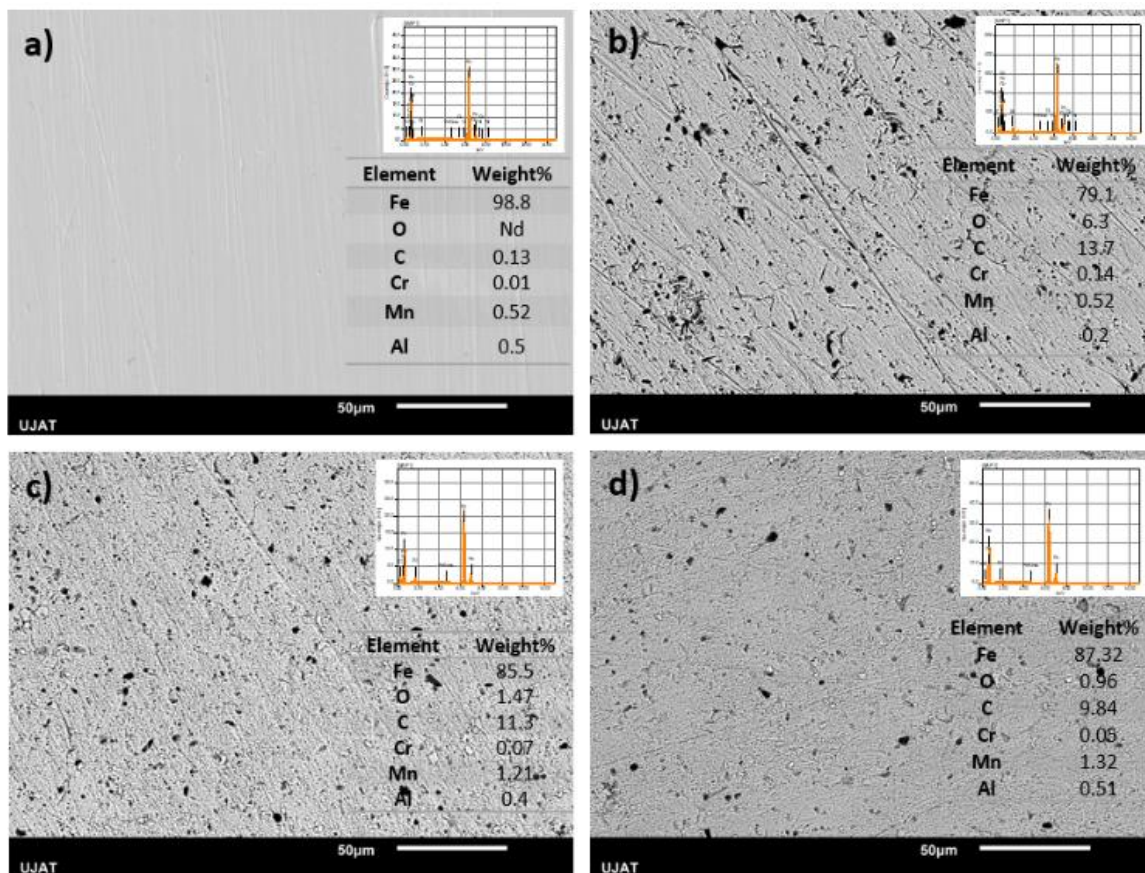 a)
Element Weight%
Fe 98.8
O Nd
C 0.13
Cr 0.01
Mn 0.52
Al 0.5
50µm
UJAT
b)
Element Weight%
Fe 79.1
O 6.3
C 13.7
Cr 0.14
Mn 0.52
Al 0.2
50µm
UJAT
c)
Element Weight%
Fe 85.5
O 1.47
C 11.3
Cr 0.07
Mn 1.21
Al 0.4
50µm
UJAT
d)
Element Weight%
Fe 87.32
O 0.96
C 9.84
Cr 0.05
Mn 1.32
Al 0.51
50µm
UJAT